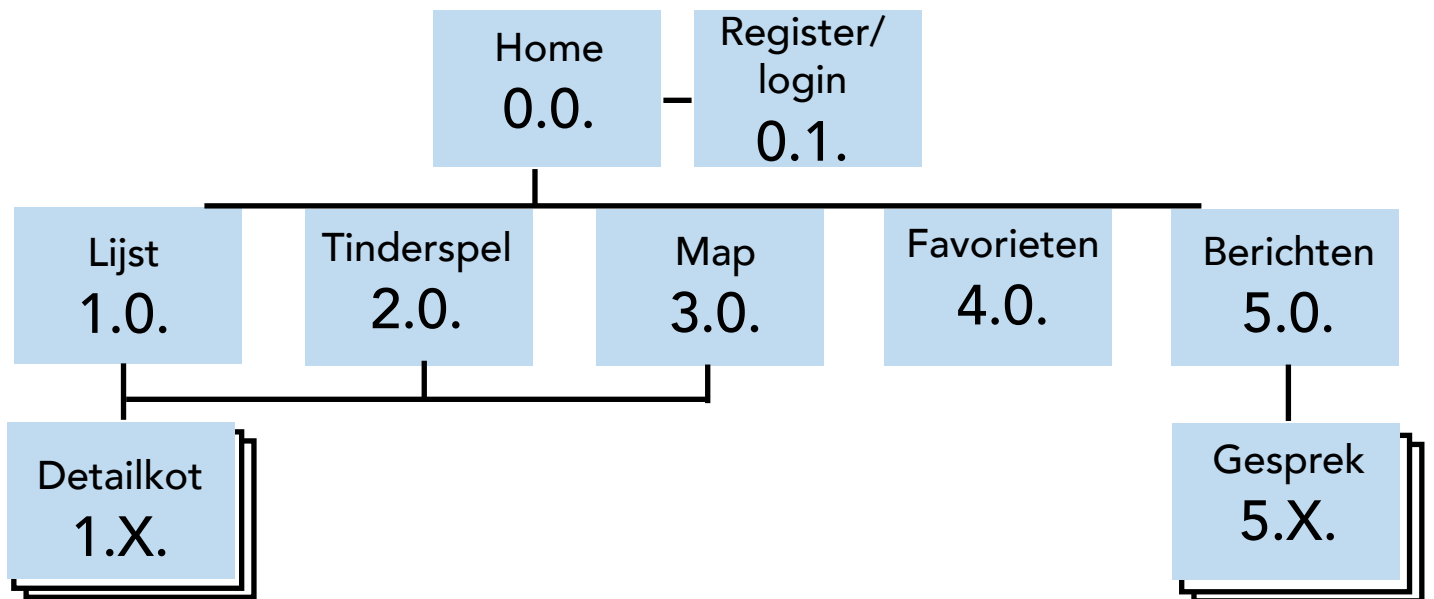 Home
0.0.
Register/
login
0.1.
Lijst
1.0.
Tinderspel
2.0.
Map
3.0.
Favorieten
4.0.
Berichten
5.0.
Detailkot
1.X.
Gesprek
5.X.